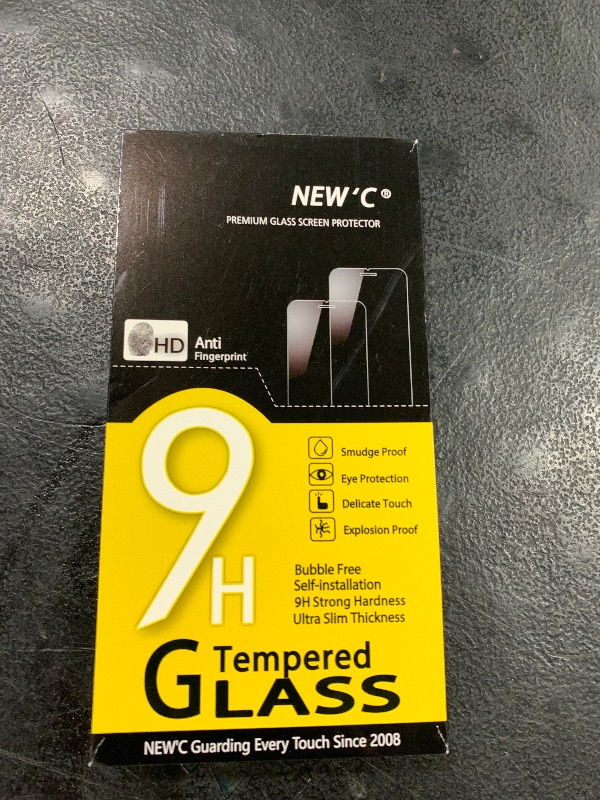 NEW'C®
PREMIUM GLASS SCREEN PROTECTOR
HD
Anti
Fingerprint
9H
Smudge Proof
Eye Protection
Delicate Touch
Explosion Proof
Bubble Free
Self-installation
9H Strong Hardness
Ultra Slim Thickness
Tempered
GLASS
NEW'C Guarding Every Touch Since 2008